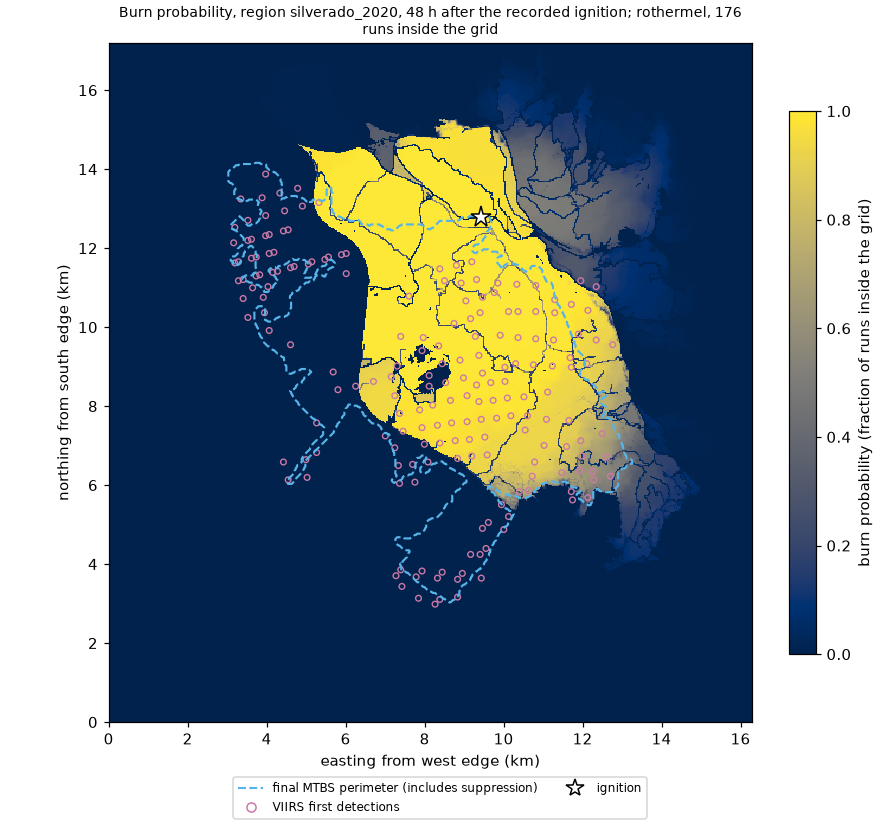 Burn probability, region silverado_2020, 48 h after the recorded ignition; rothermel, 176
runs inside the grid
16
14
12
10
8
6
4
2
0
northing from south edge (km)
0 2 4 6 8 10 12 14 16
easting from west edge (km)
1.0
0.8
0.6
0.4
0.2
0.0
burn probability (fraction of runs inside the grid)
final MTBS perimeter (includes suppression)
VIIRS first detections
ignition